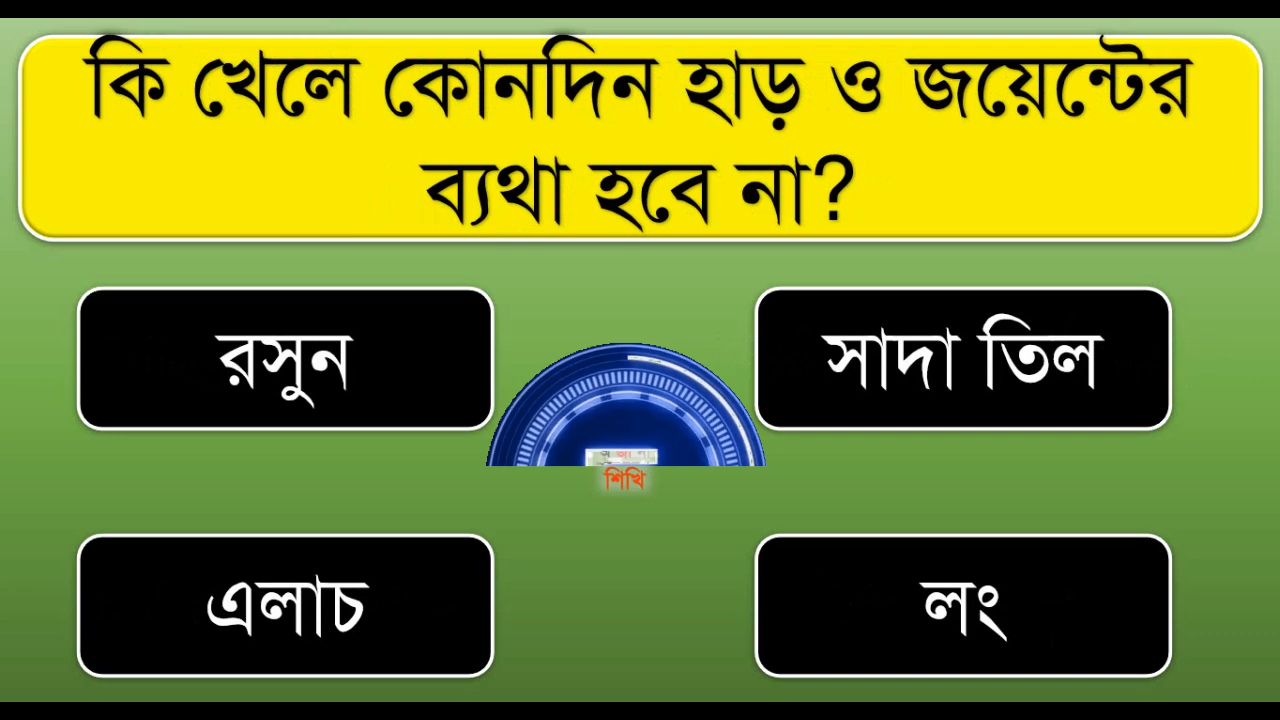 কি খেলে কোনদিন হাড় ও জয়েন্টের
ব্যথা হবে না?
রসুন
সাদা তিল
শিখি
এলাচ
লং